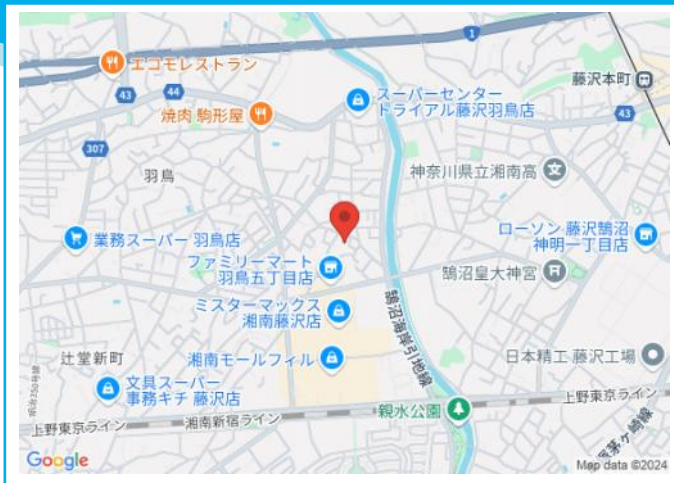 1
エコモレストラン
藤沢本町
44
43
スーパーセンター
トライアル藤沢羽鳥店
43
焼肉 駒形屋
307
神奈川県立湘南高
羽鳥
ローソン 藤沢鵠沼
神明一丁目店
業務スーパー 羽鳥店
ファミリーマート
羽鳥五丁目店
鵠沼皇大神宮
ミスターマックス
湘南藤沢店
鵠沼海岸引地線
辻堂新町
湘南モールフィル
日本精工 藤沢工場
文具スーパー
事務キチ 藤沢店
親水公園
上野東京ライン
湘南新宿ライン
上野東京ライン
茅ヶ崎線
Google
Map data ©2024